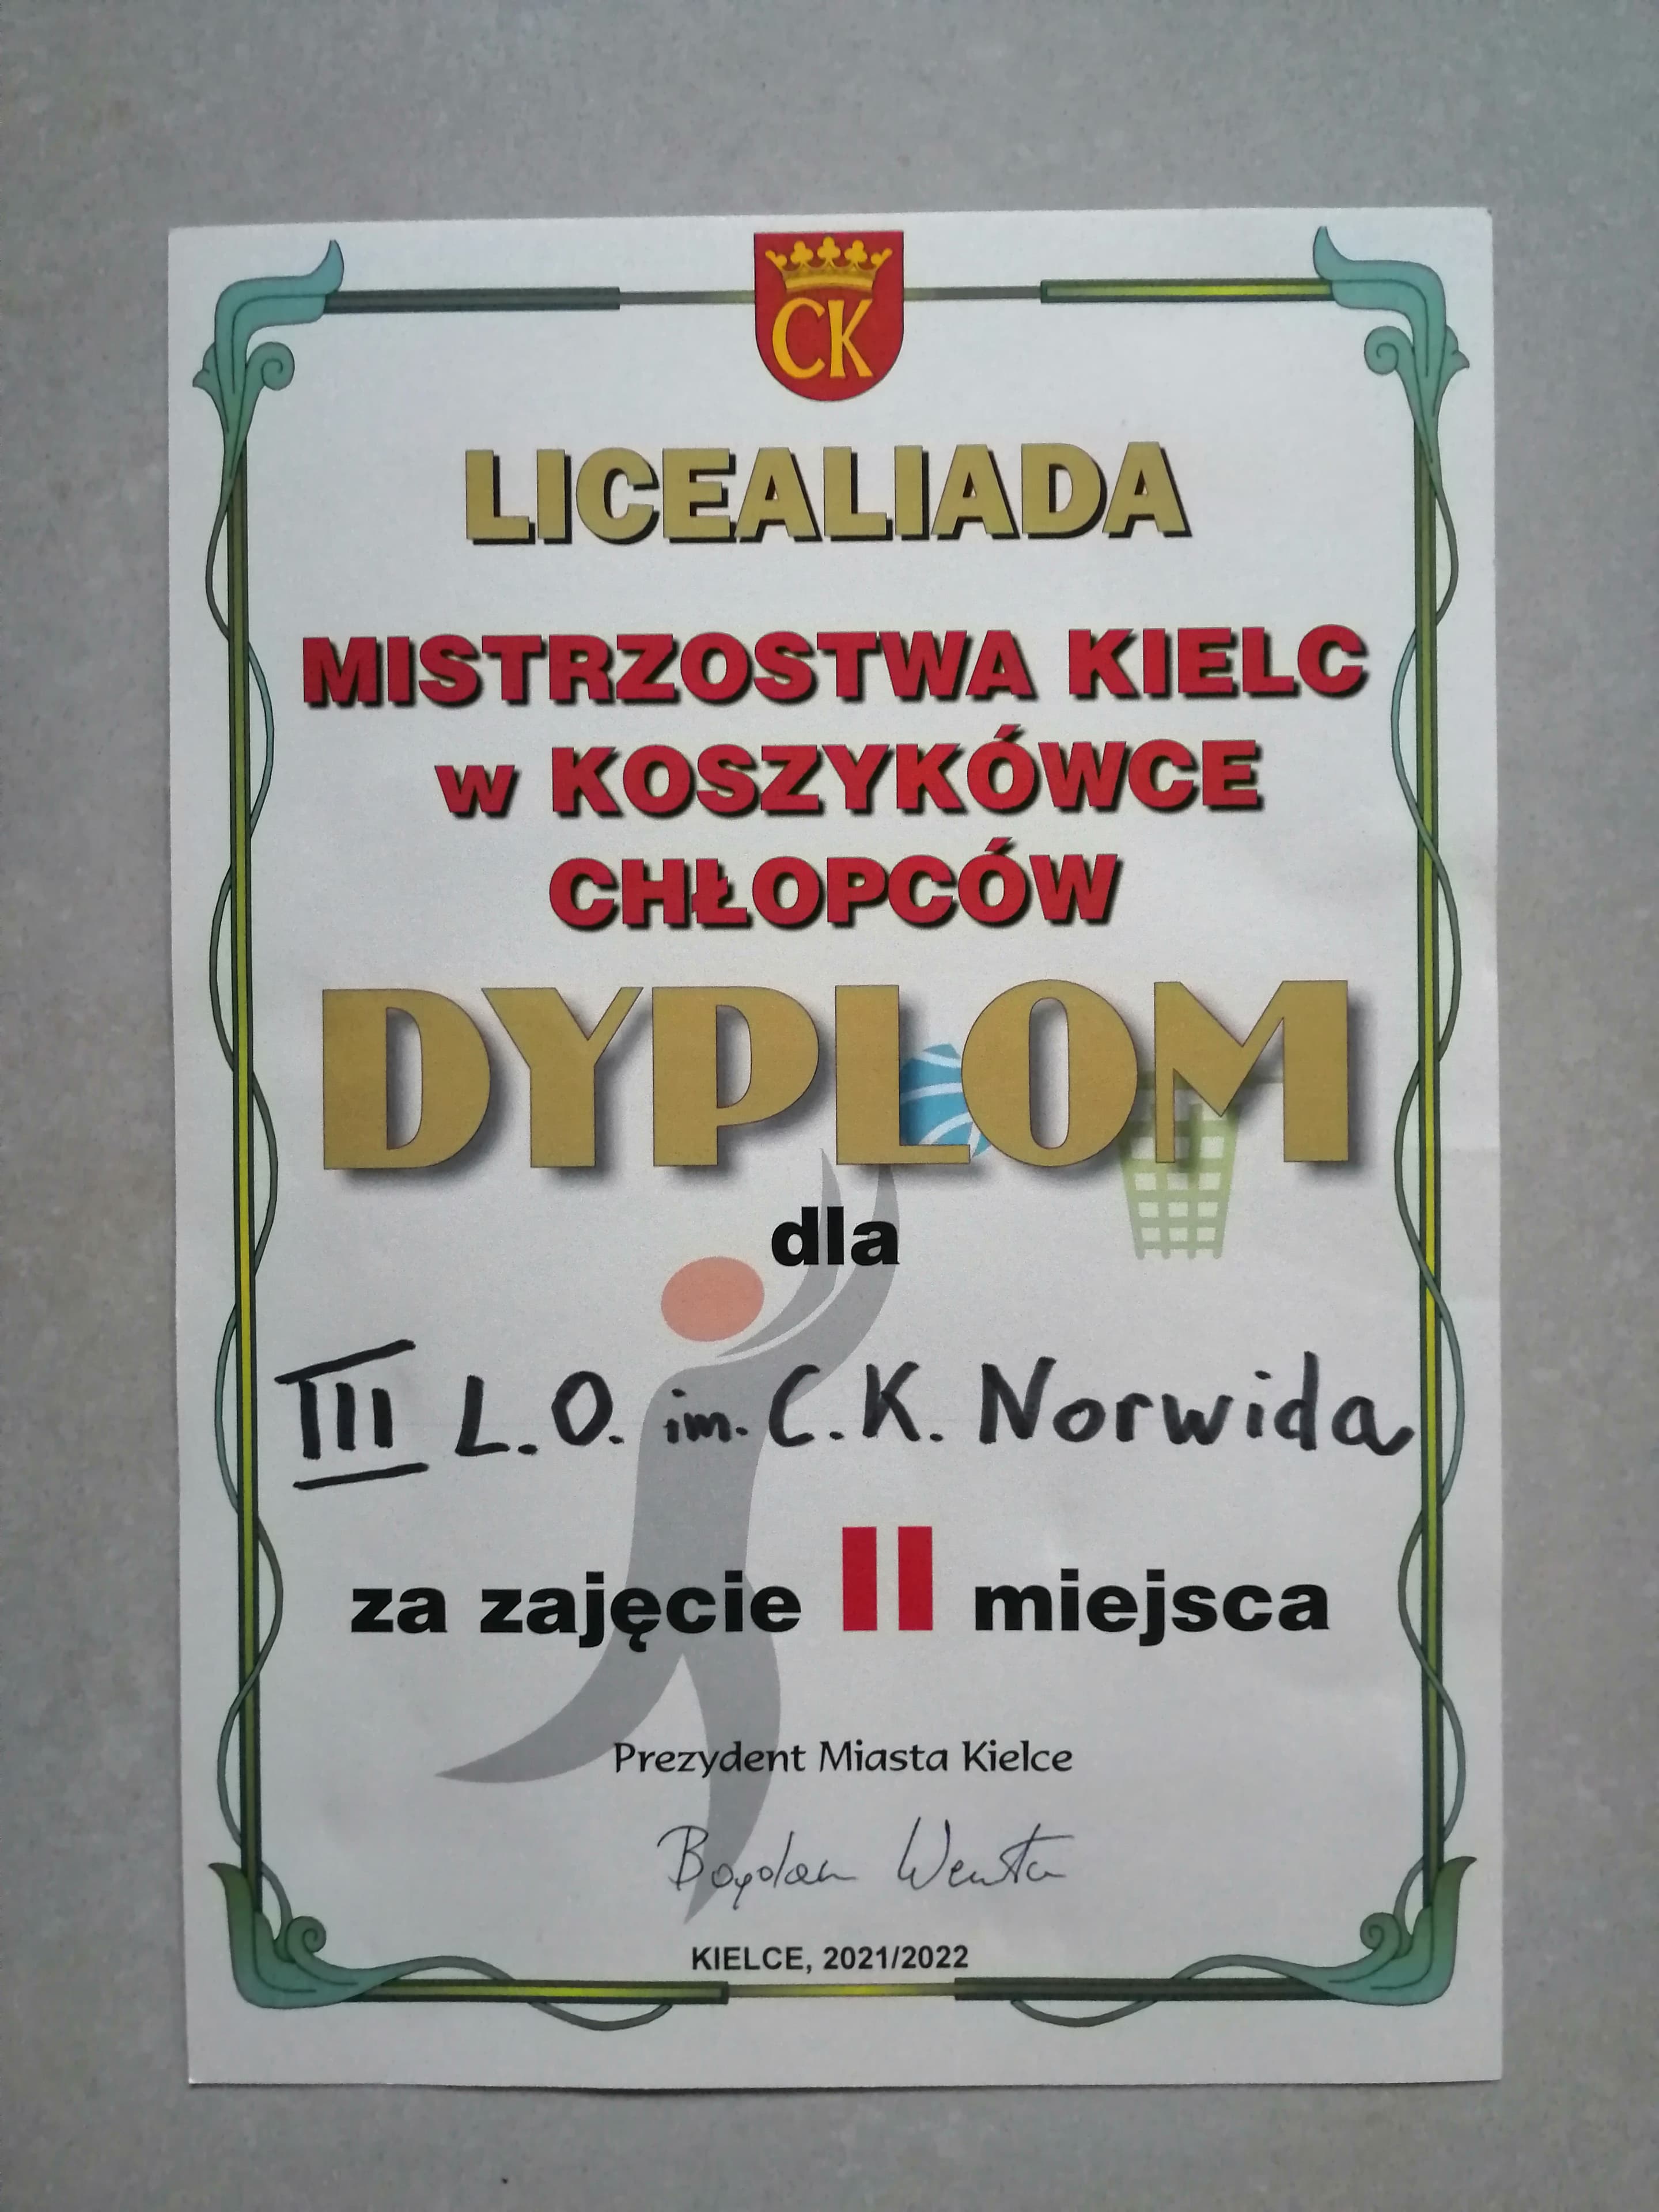 CK
LICEALIADA
MISTRZOSTWA KIELC
w KOSZYKÓWCE
CHŁOPCÓW
DYPLOM
dla
III L.O. im. C.K. Norwida
za zajęcie II miejsca
Prezydent Miasta Kielce
Bogdan Wenta
KIELCE, 2021/2022